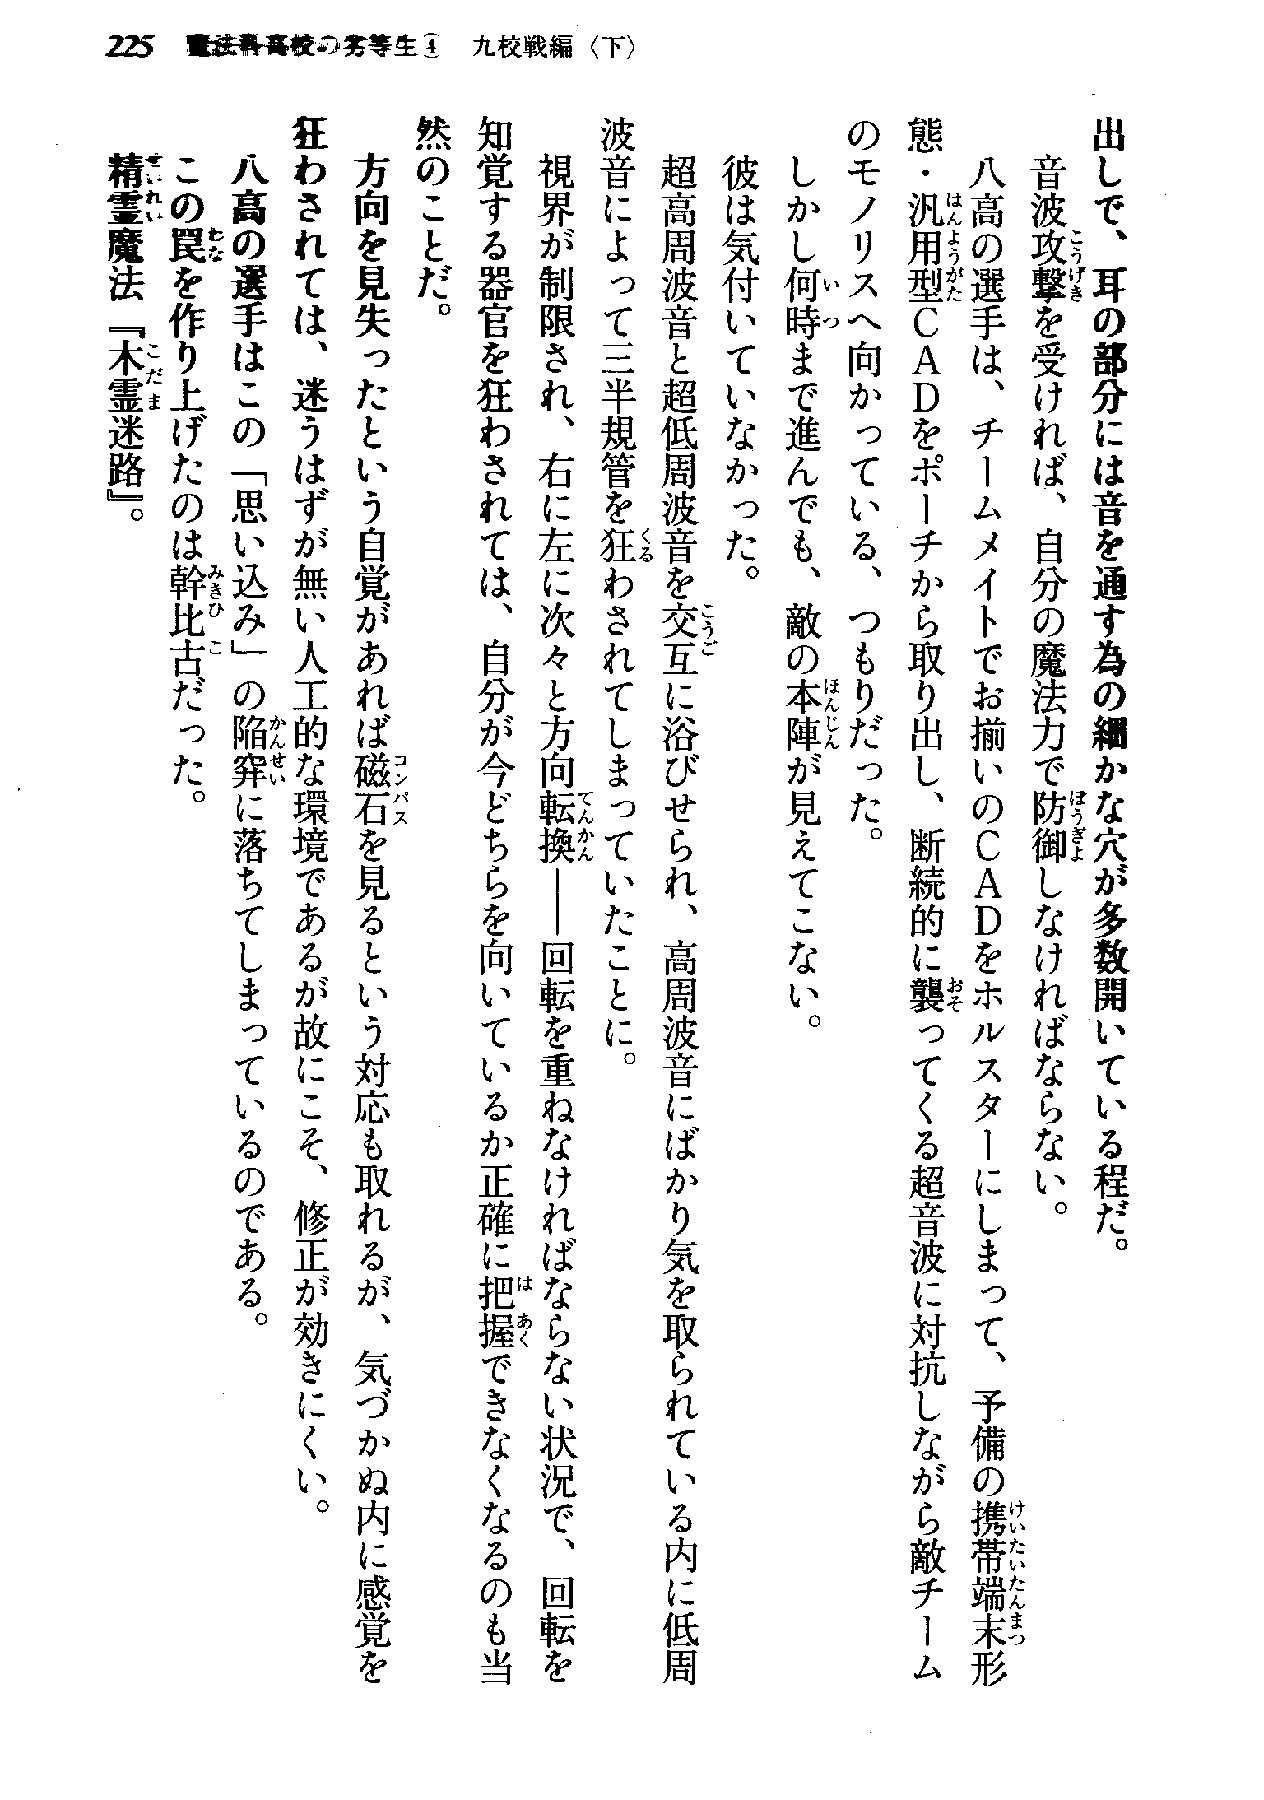 225　魔法科高校の劣等生④　九校戦編〈下〉
出しで、耳の部分には音を通す為の細かな穴が多数開いている程だ。
音波攻撃を受ければ、自分の魔法力で防御しなければならない。
八高の選手は、チームメイトでお揃いのCADをホルスターにしまって、予備の携帯端末形
態・汎用型CADをポーチから取り出し、断続的に襲ってくる超音波に対抗しながら敵チーム
のモノリスへ向かっている、つもりだった。
しかし何時まで進んでも、敵の本陣が見えてこない。
彼は気付いていなかった。
超高周波音と超低周波音を交互に浴びせられ、高周波音にばかり気を取られている内に低周
波音によって三半規管を狂わされてしまっていたことに。
視界が制限され、右に左に次々と方向転換――回転を重ねなければならない状況で、回転を
知覚する器官を狂わされては、自分が今どちらを向いているか正確に把握できなくなるのも当
然のことだ。
方向を見失ったという自覚があれば磁石を見るという対応も取れるが、気づかぬ内に感覚を
狂わされては、迷うはずが無い人工的な環境であるが故にこそ、修正が効きにくい。
八高の選手はこの「思い込み」の陥穽に落ちてしまっているのである。
この罠を作り上げたのは幹比古だった。
精霊魔法『木霊迷路』。